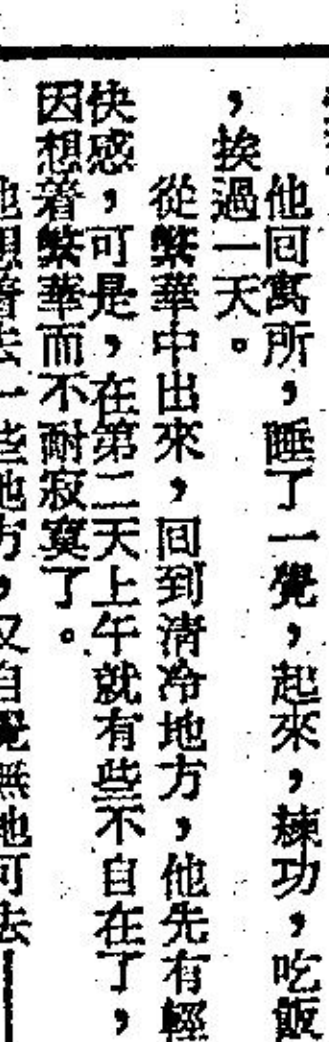 他囘寓所，睡了一覺，起來，練功，吃飯
，挨過一天。
從繁華中出來，囘到清冷地方，他先有輕
快感，可是，在第二天上午就有些不自在了，
因想着繁華而不耐寂寞了。
他想着去一些地方，又自覺無地可去